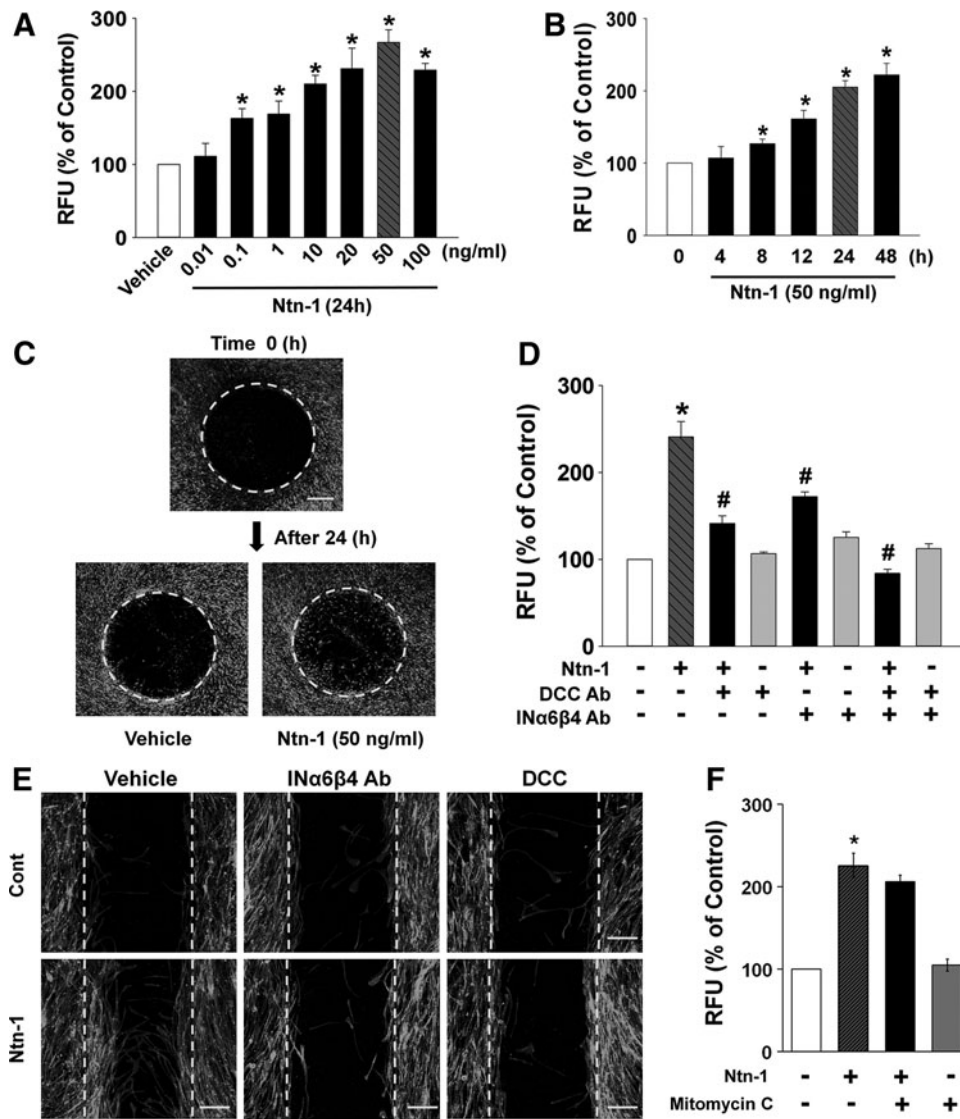 A
RFU (% of Control)
300
200
100
0
*
*
*
*
*
*
Vehicle 0.01 0.1 1 10 20 50 100 (ng/ml)
Ntn-1 (24h)
B
RFU (% of Control)
300
200
100
0
*
*
*
*
0 4 8 12 24 48 (h)
Ntn-1 (50 ng/ml)
C
Time 0 (h)
After 24 (h)
Vehicle
Ntn-1 (50 ng/ml)
D
RFU (% of Control)
300
200
100
0
*
#
#
#
Ntn-1 - + + - + - + -
DCC Ab - - + + - - + +
INα6β4 Ab - - - - + + + +
E
Vehicle INα6β4 Ab DCC
Cont
Ntn-1
F
RFU (% of Control)
300
200
100
0
*
Ntn-1 - + + -
Mitomycin C - - + +